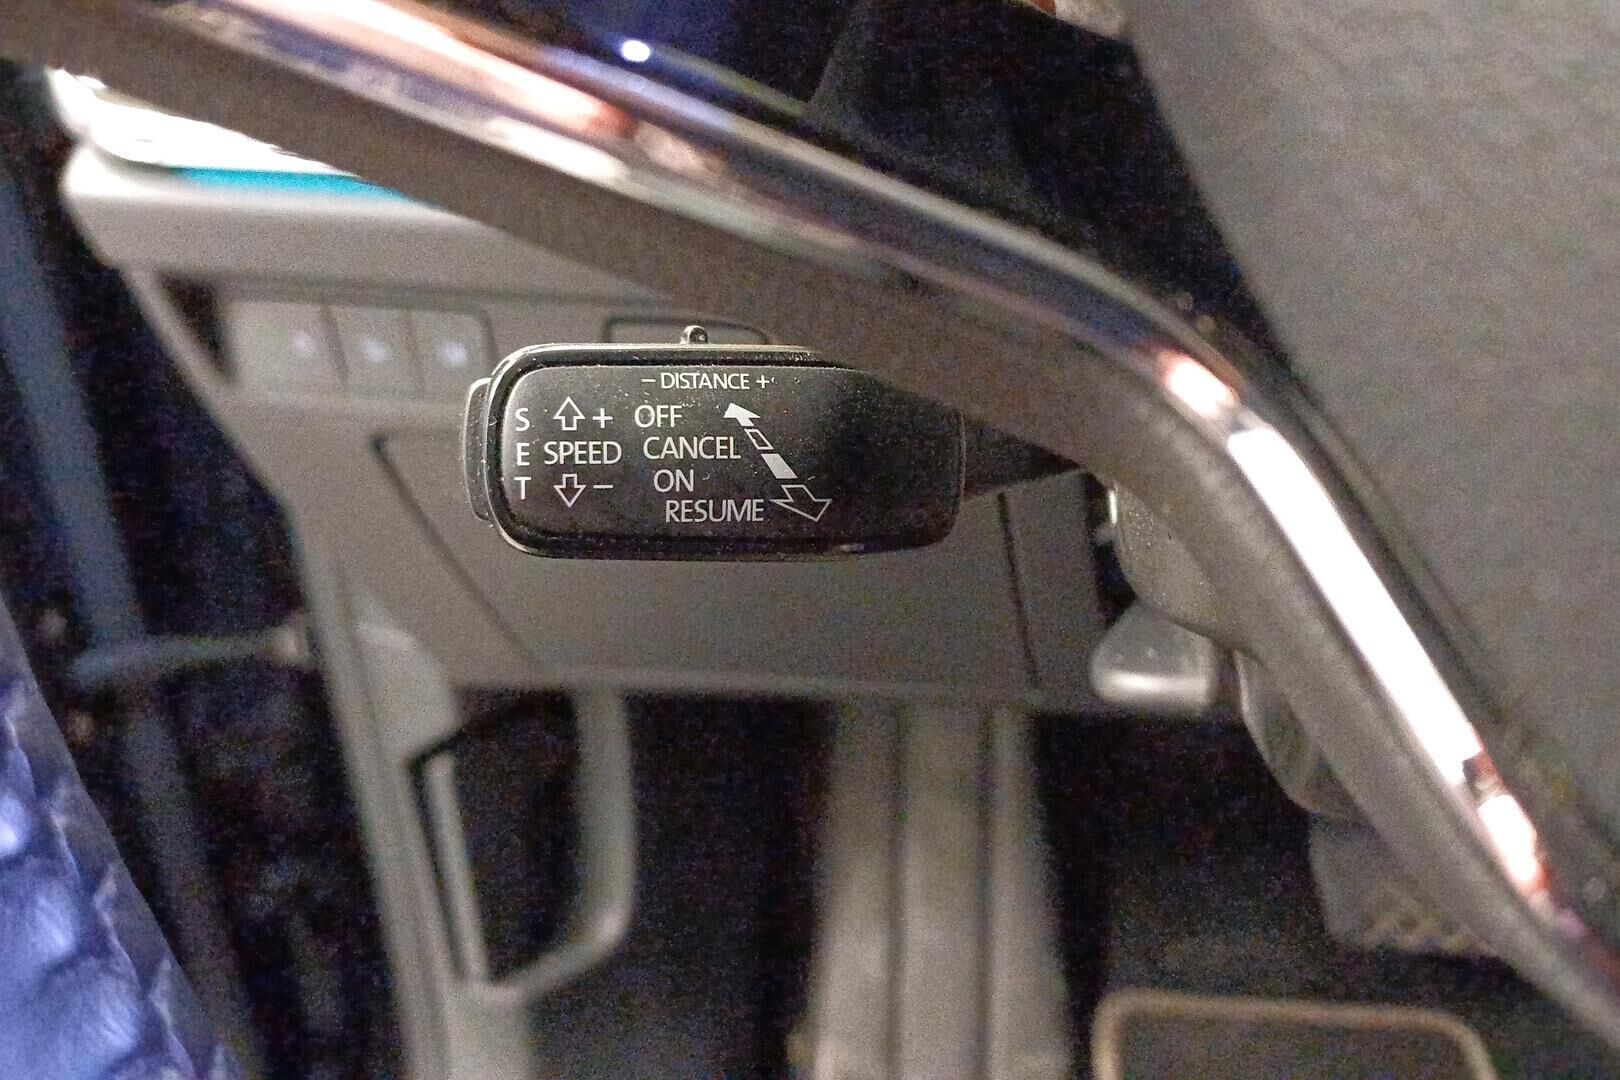 - DISTANCE +
S + OFF
E SPEED CANCEL
T - ON
RESUME